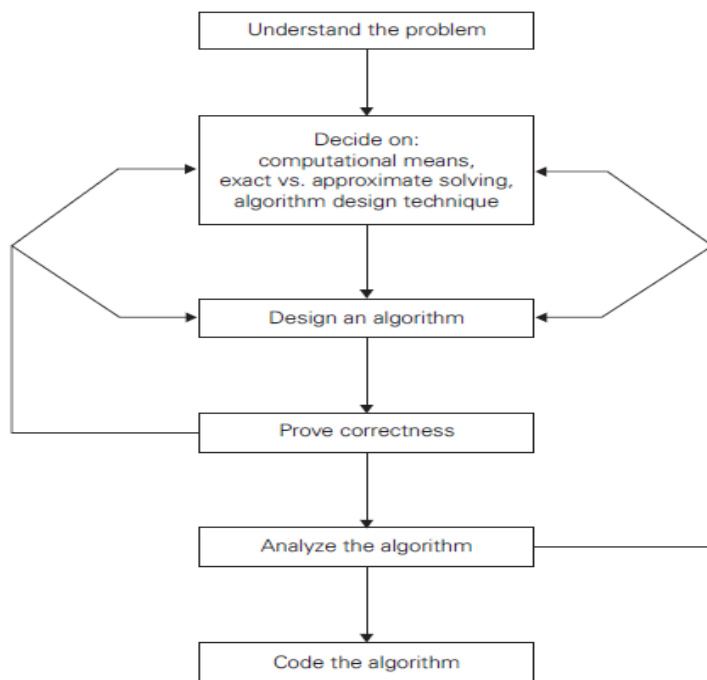 Understand the problem
Decide on:
computational means,
exact vs. approximate solving,
algorithm design technique
Design an algorithm
Prove correctness
Analyze the algorithm
Code the algorithm